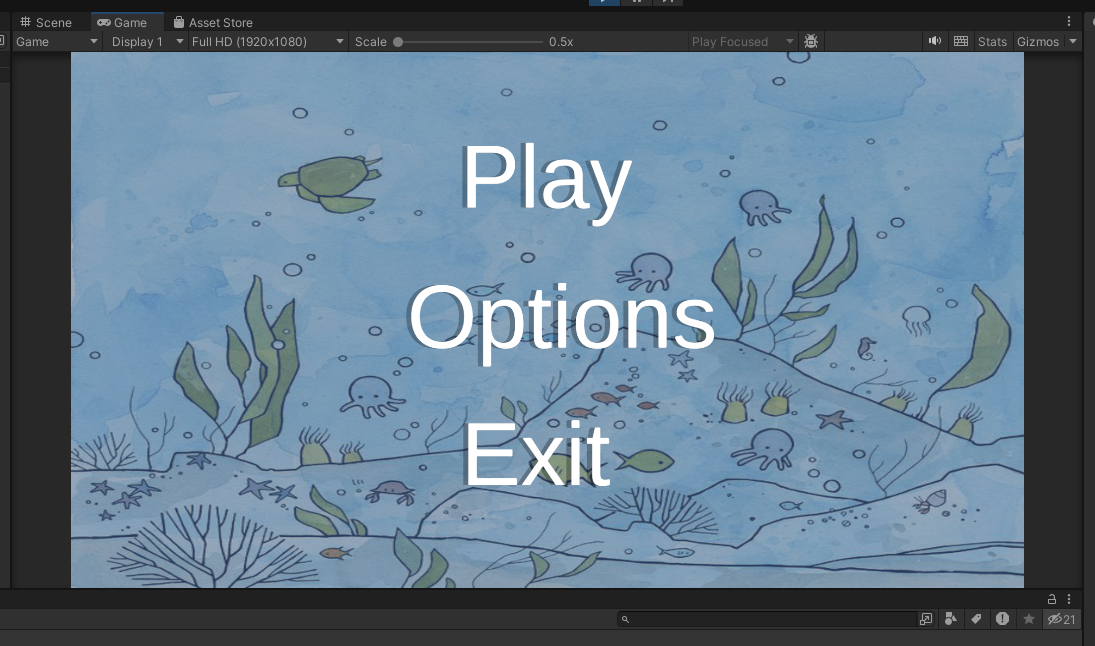 Scene Game Asset Store
Game Display 1 Full HD (1920x1080) Scale 0.5x Play Focused Stats Gizmos
Play
Options
Exit
21